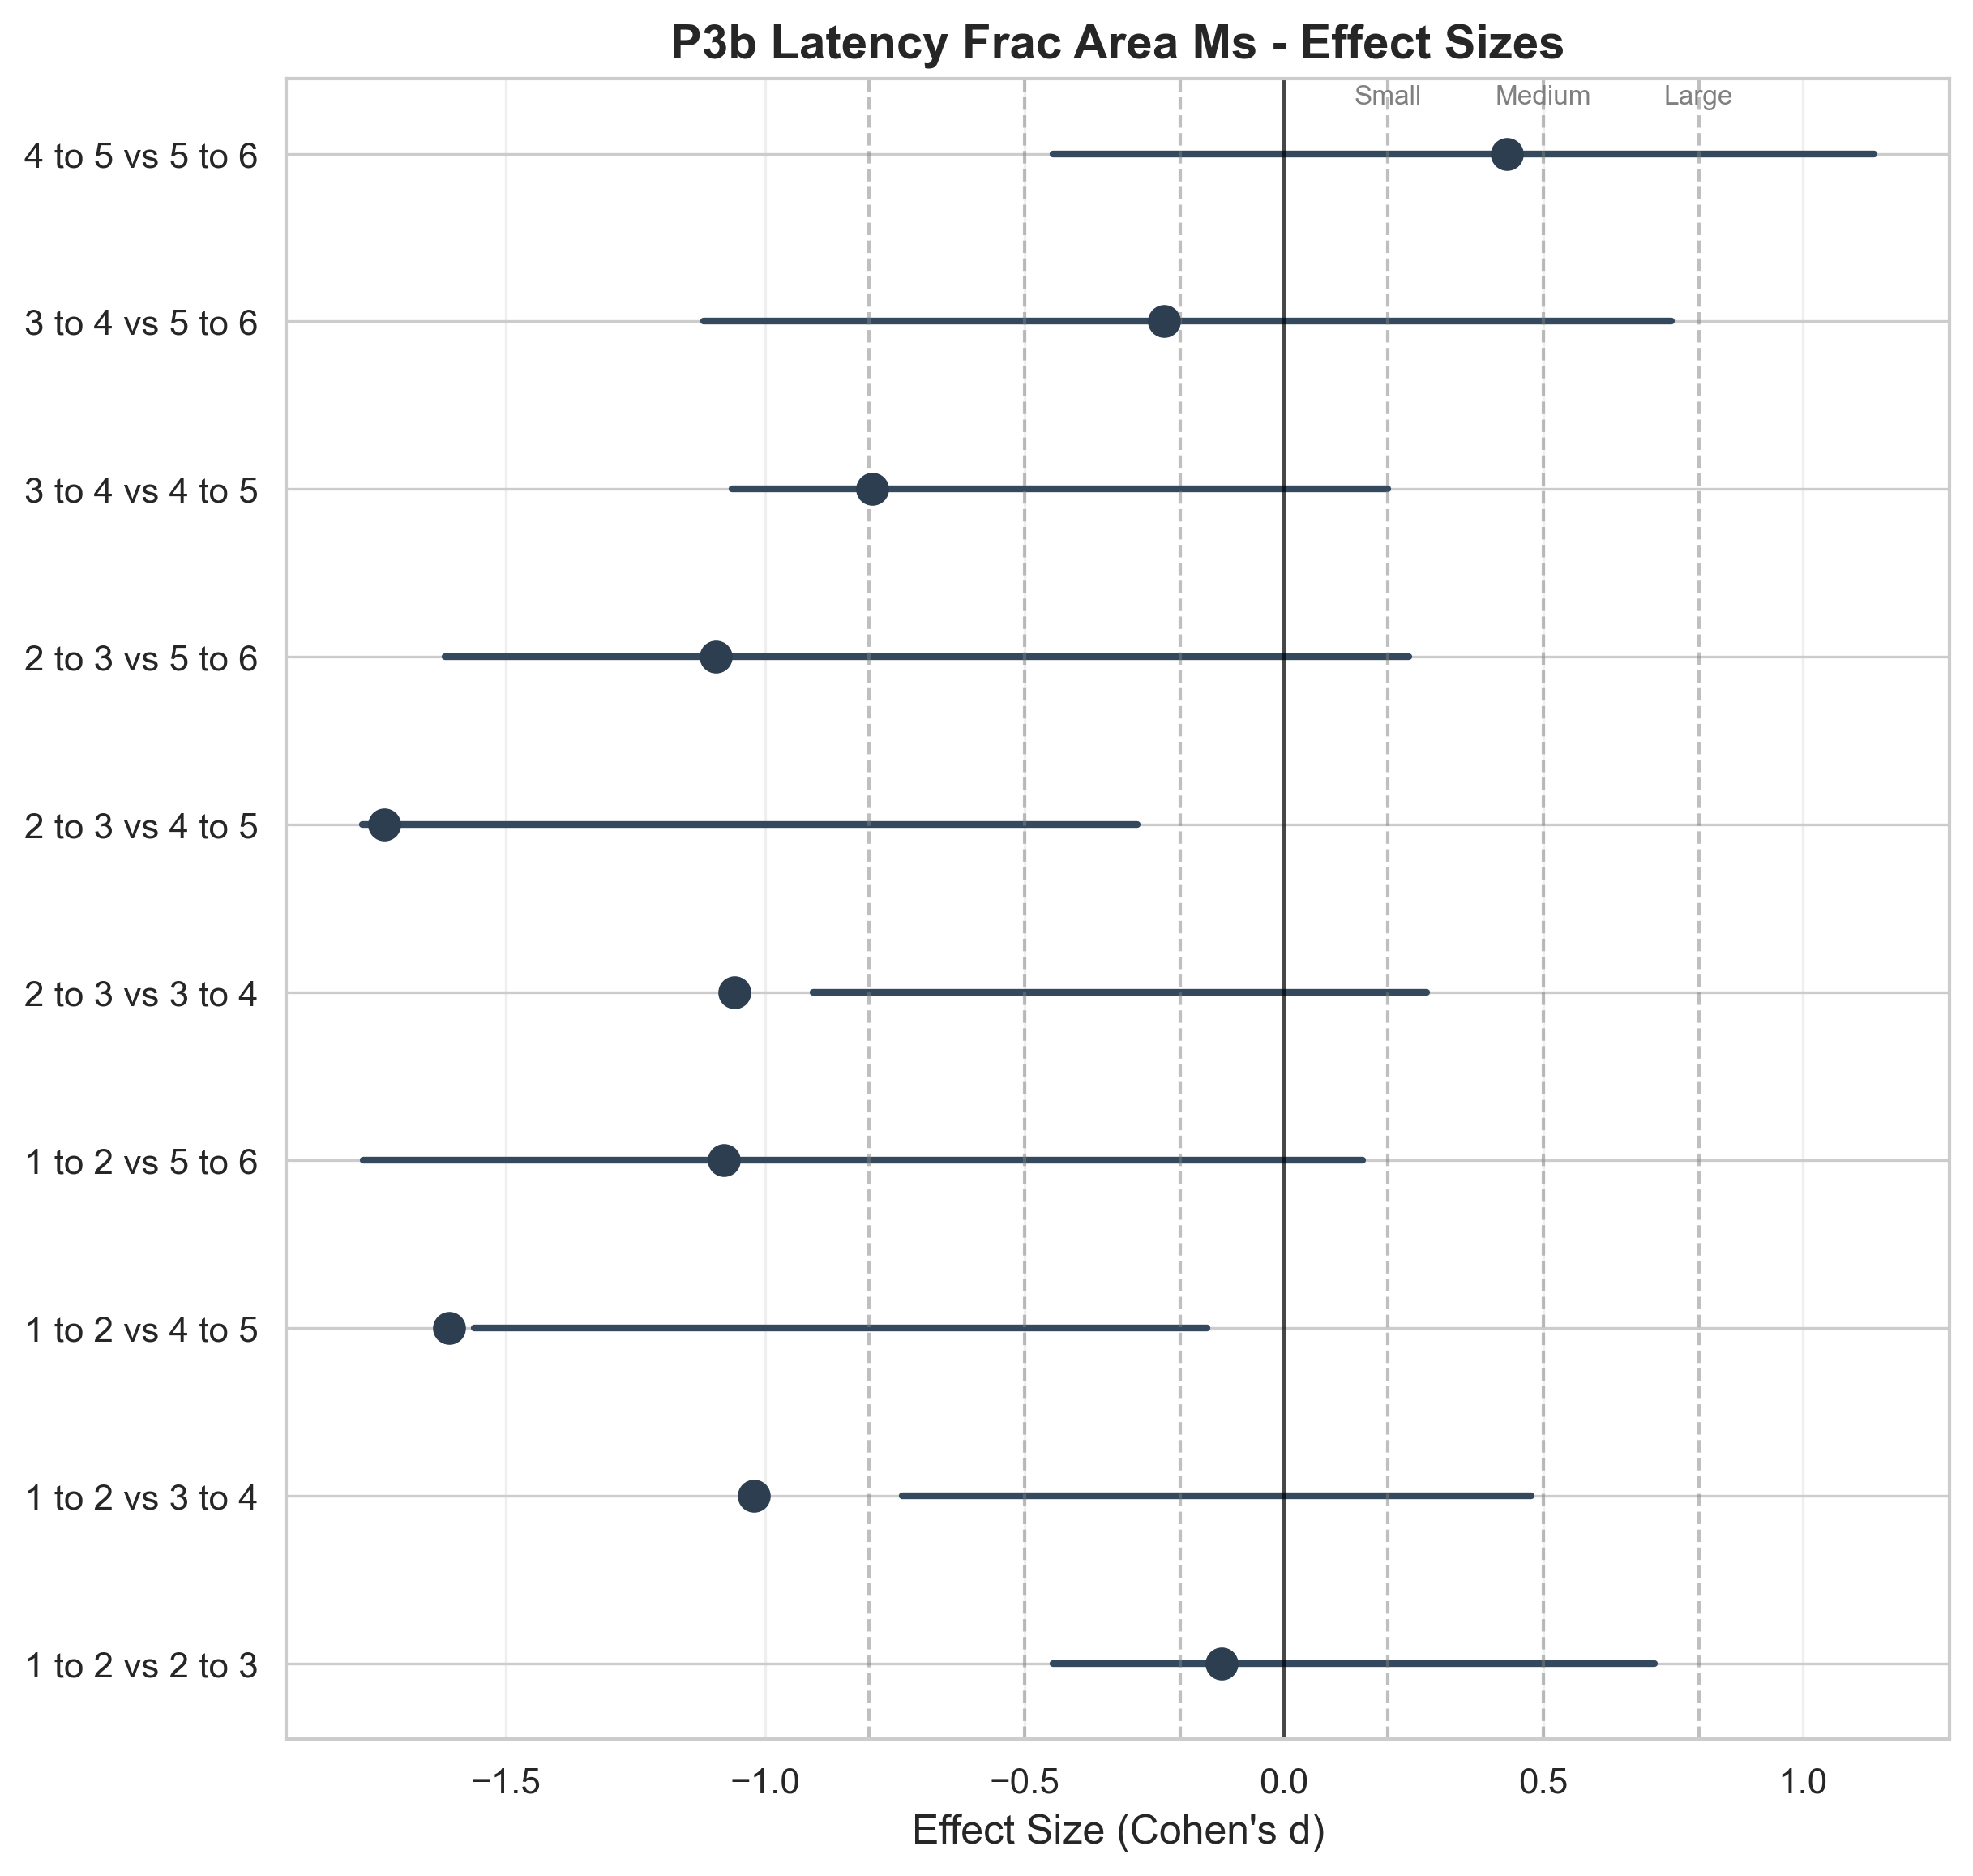 P3b Latency Frac Area Ms - Effect Sizes
Small Medium Large
4 to 5 vs 5 to 6
3 to 4 vs 5 to 6
3 to 4 vs 4 to 5
2 to 3 vs 5 to 6
2 to 3 vs 4 to 5
2 to 3 vs 3 to 4
1 to 2 vs 5 to 6
1 to 2 vs 4 to 5
1 to 2 vs 3 to 4
1 to 2 vs 2 to 3
−1.5 −1.0 −0.5 0.0 0.5 1.0
Effect Size (Cohen's d)